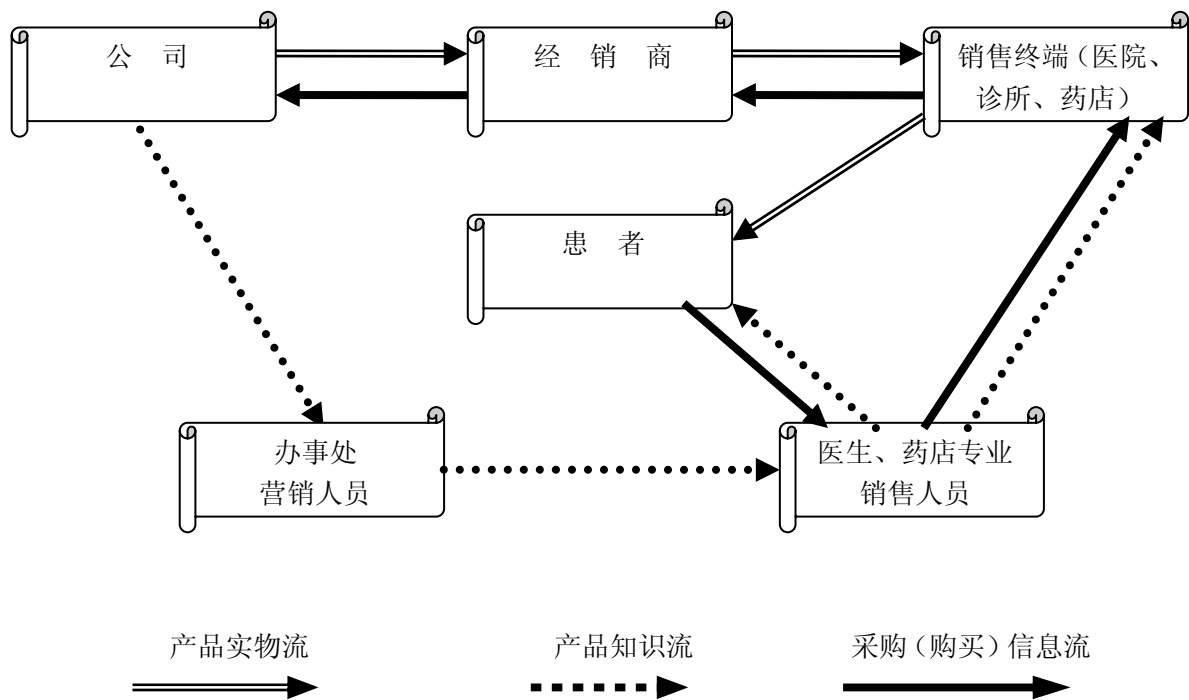 公 司
经 销 商
销售终端（医院、
诊所、药店）
患 者
办事处
营销人员
医生、药店专业
销售人员
产品实物流
产品知识流
采购（购买）信息流